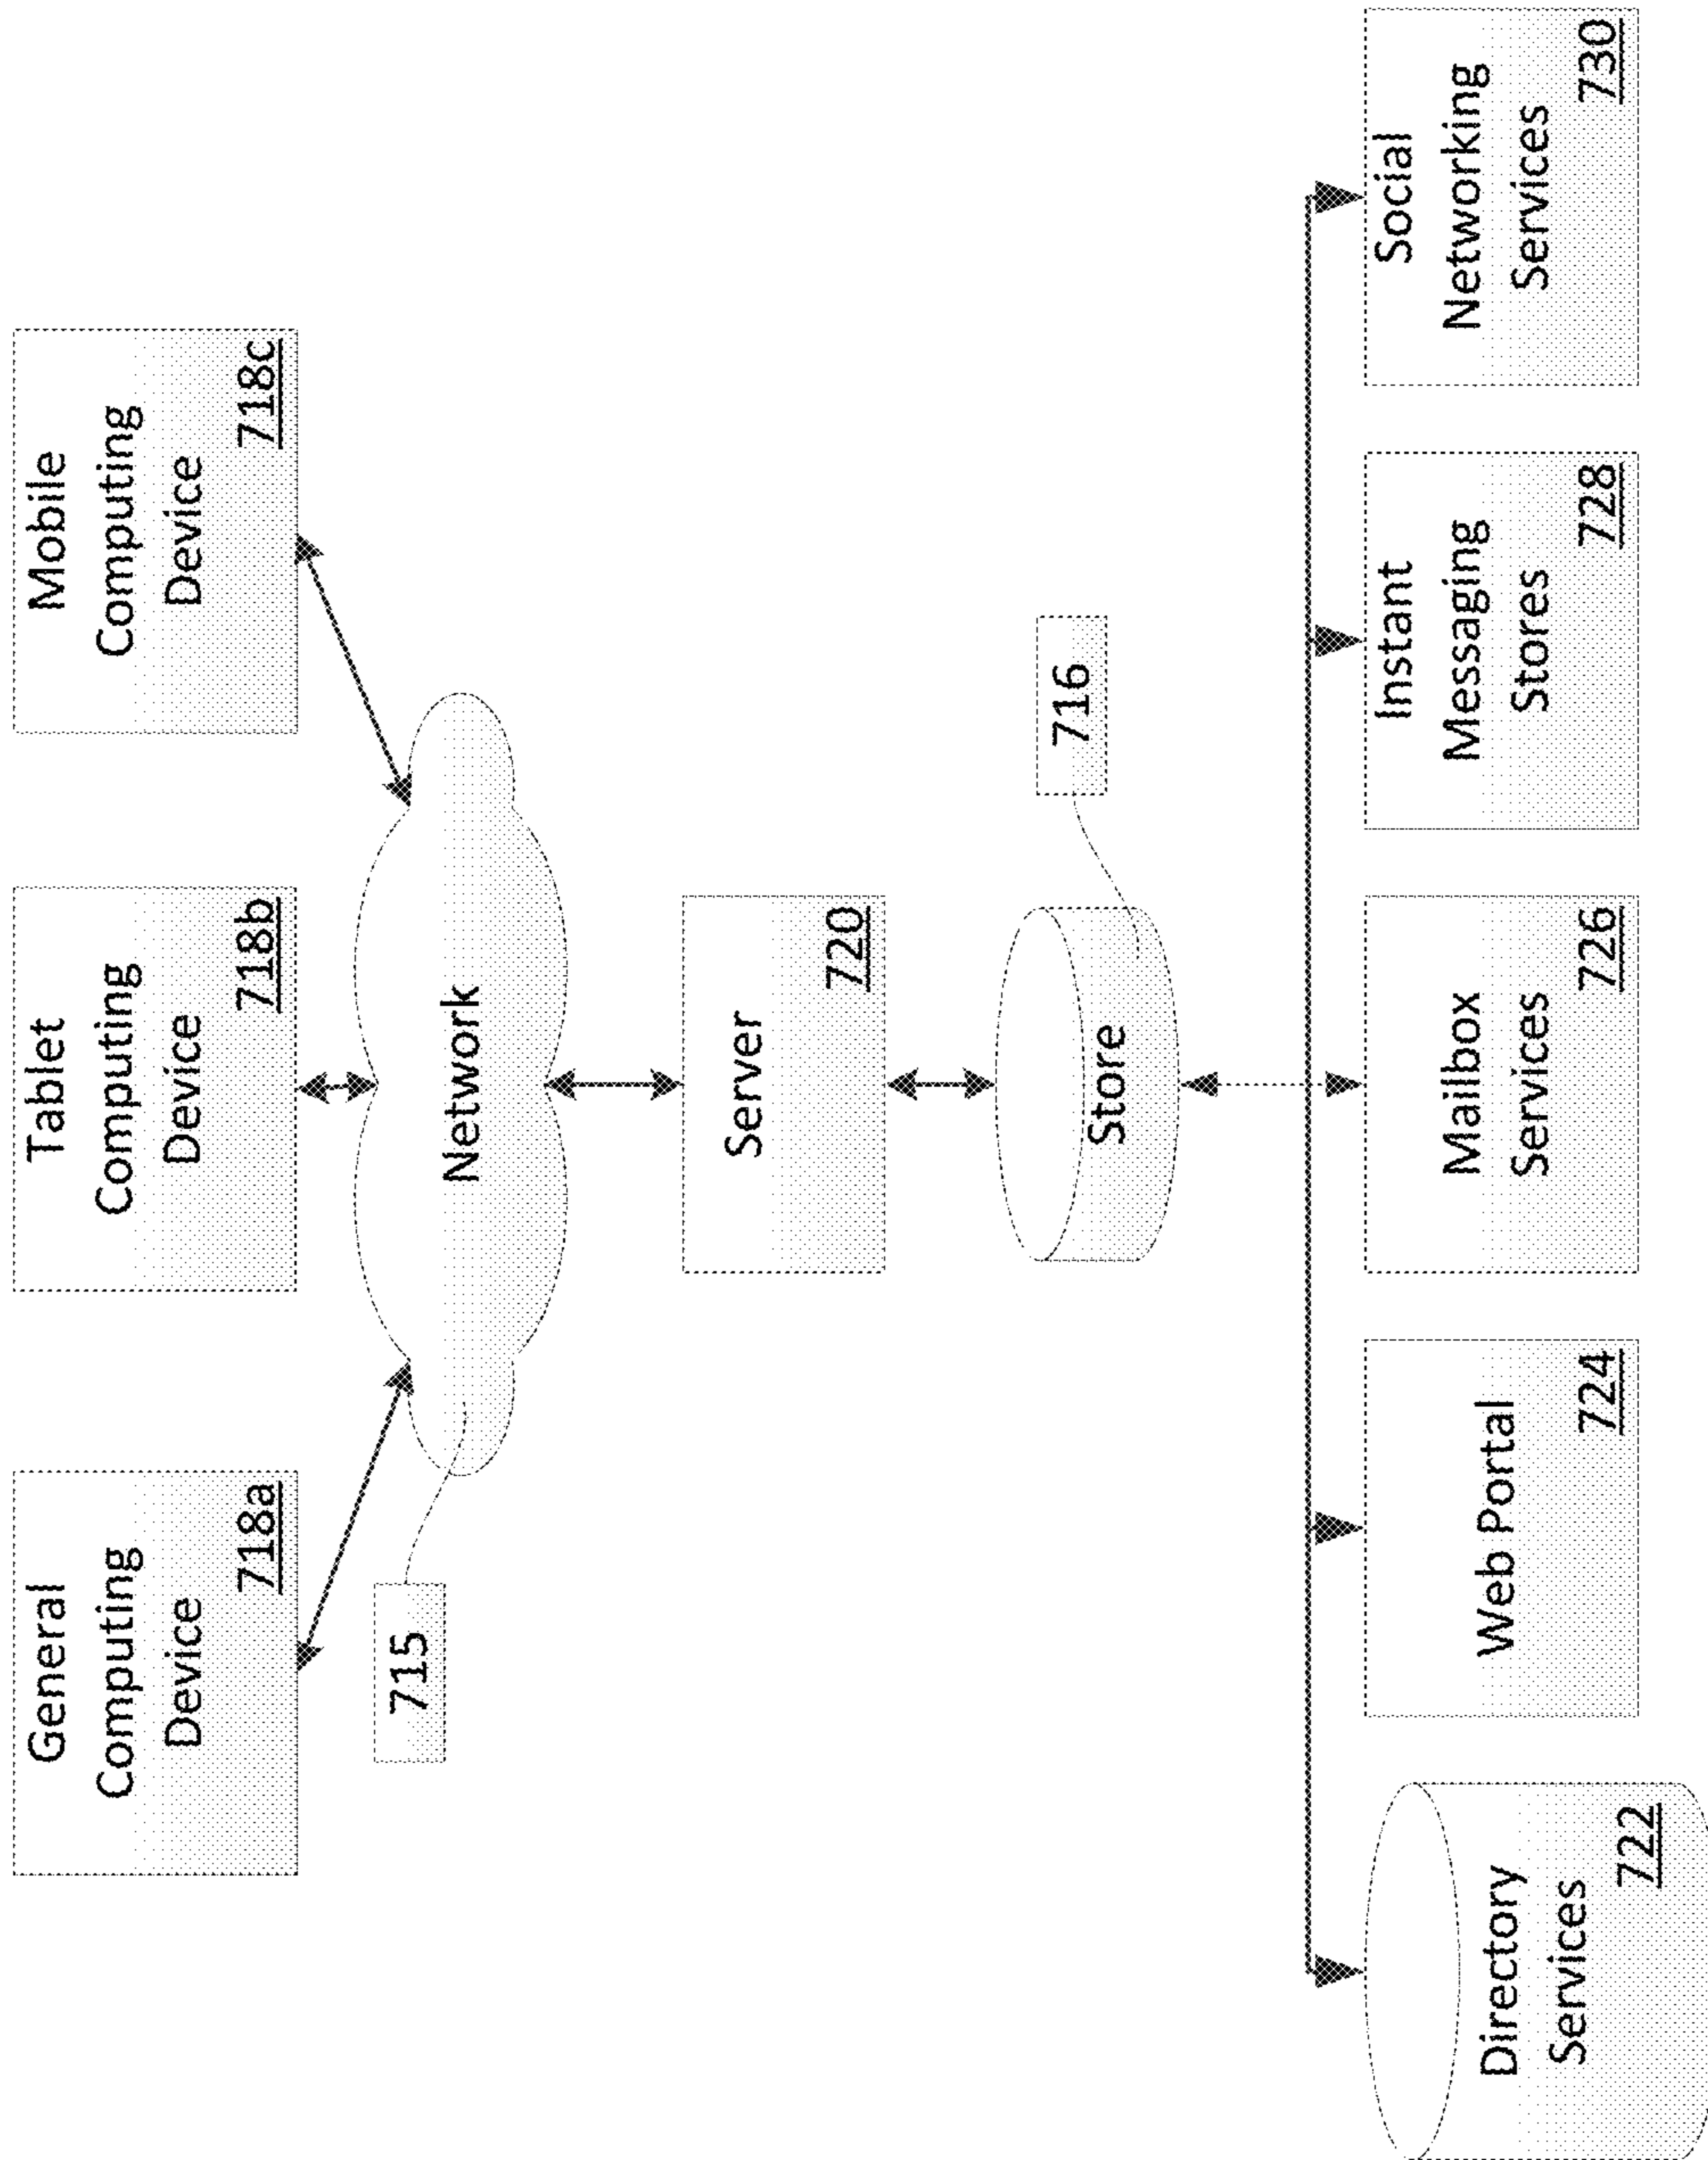 General
Computing
Device
718a
Tablet
Computing
Device
718b
Mobile
Computing
Device
718c
715
Network
Server
720
Store
716
Directory
Services
722
Web Portal
724
Mailbox
Services
726
Instant
Messaging
Stores
728
Social
Networking
Services
730